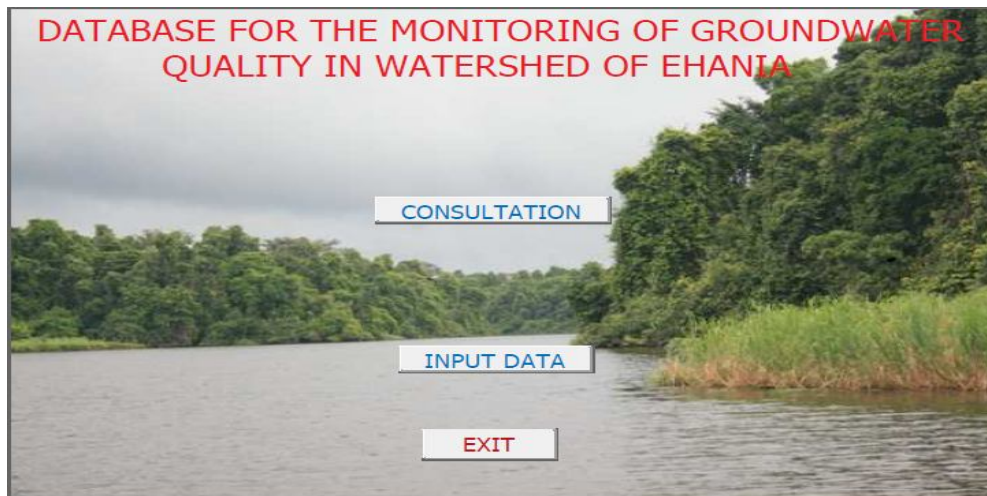 DATABASE FOR THE MONITORING OF GROUNDWATER
QUALITY IN WATERSHED OF EHANIA
CONSULTATION
INPUT DATA
EXIT